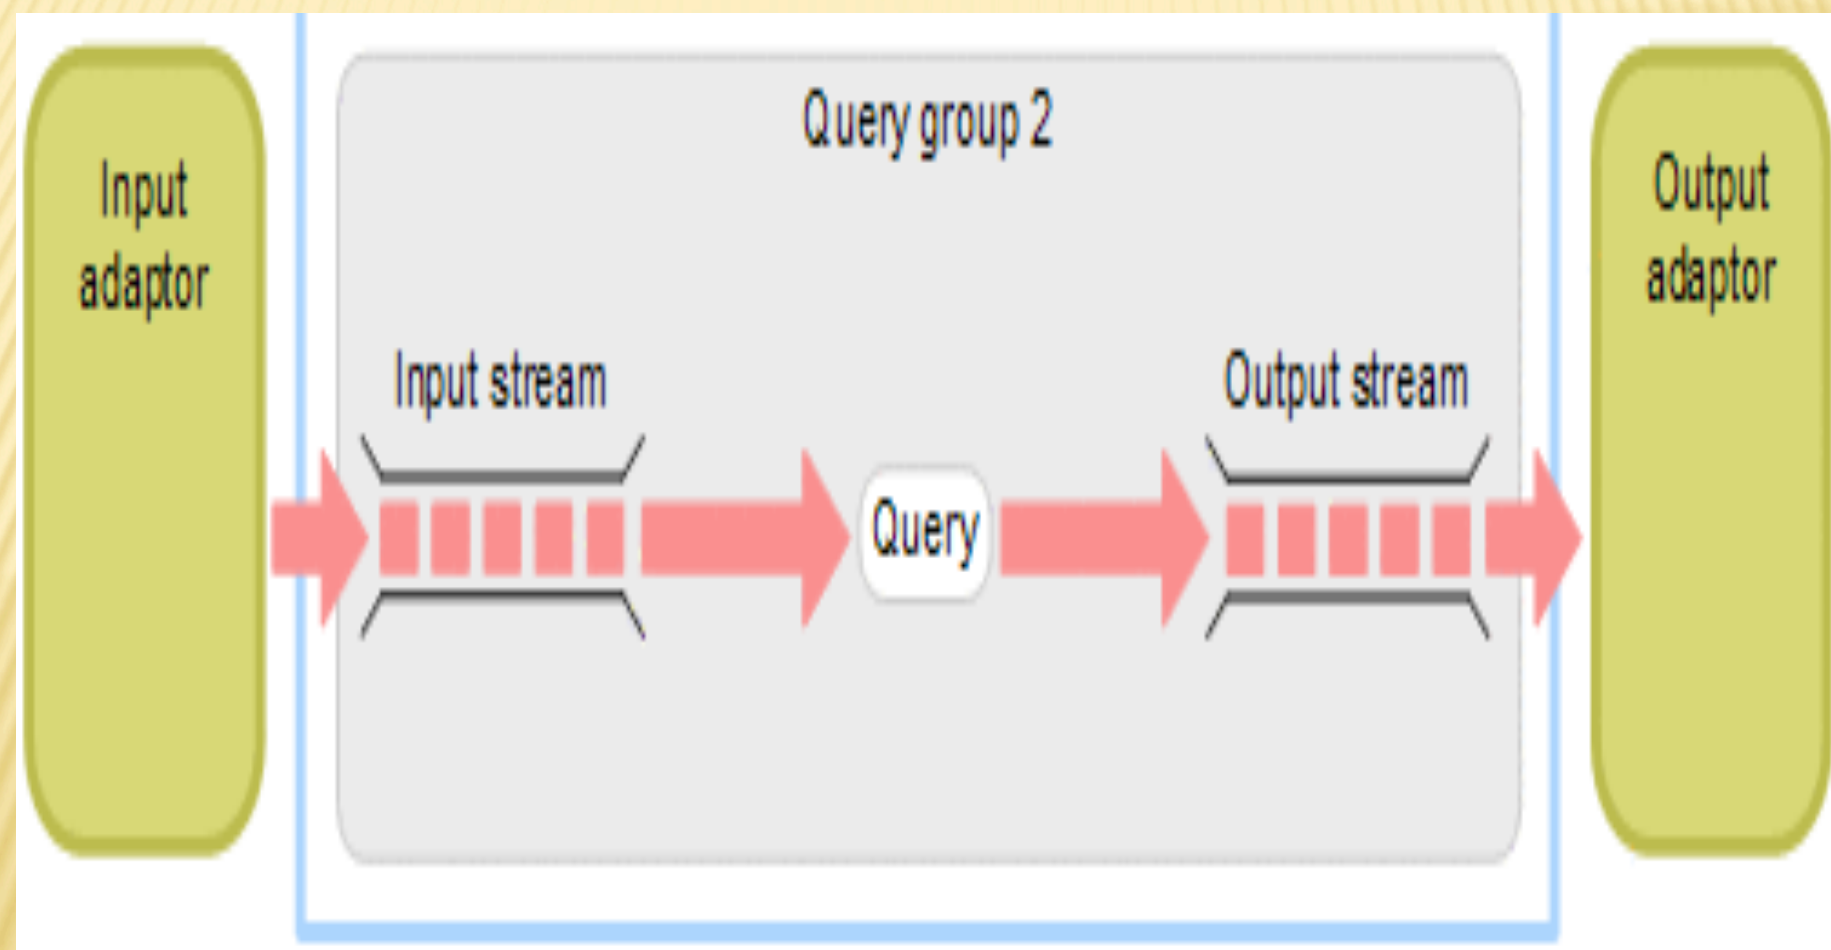 Query group 2
Input
adaptor
Output
adaptor
Input stream
Output stream
Query